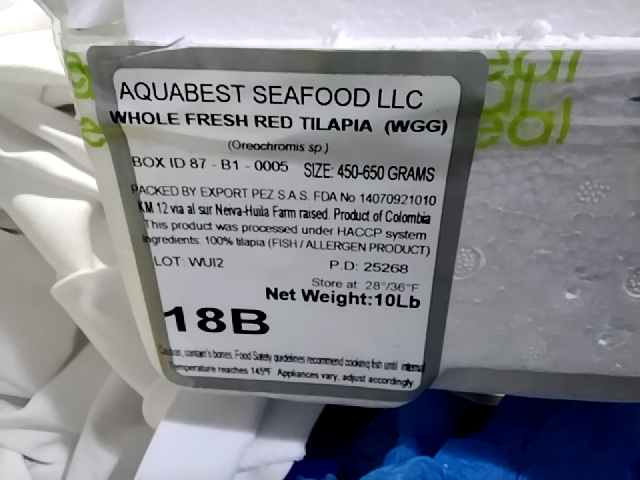 AQUABEST SEAFOOD LLC
WHOLE FRESH RED TILAPIA (WGG)
(Oreochromis sp.)
BOX ID 87 - B1 - 0005 SIZE: 450-650 GRAMS
PACKED BY EXPORT PEZ S.A.S. FDA No 14070921010
KM 12 via al sur Neiva-Huila Farm raised. Product of Colombia
This product was processed under HACCP system
Ingredients: 100% tilapia (FISH / ALLERGEN PRODUCT)
LOT: WUI2 P.D: 25268
Store at 28°/36°F
Net Weight:10Lb
18B
Caution, contain's bones. Food Safety guidelines recommend cooking fish until internal
Temperature reaches 145°F Appliances vary, adjust accordingly
eal